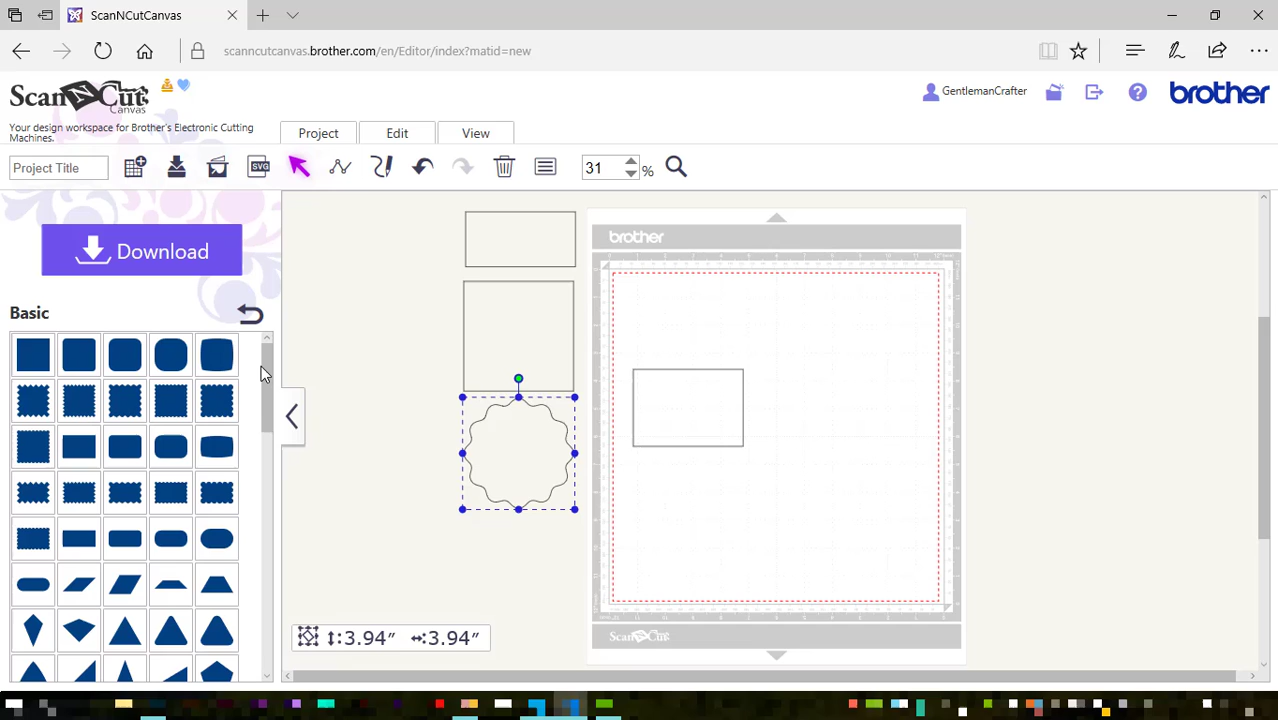 ScanNCutCanvas
scanncutcanvas.brother.com/en/Editor/index?matid=new
ScanNCut
Canvas
Your design workspace for Brother's Electronic Cutting
Machines.
Project
Edit
View
GentlemanCrafter
brother
Project Title
SVG
31
%
Download
Basic
brother
ScanNCut
3.94"
3.94"